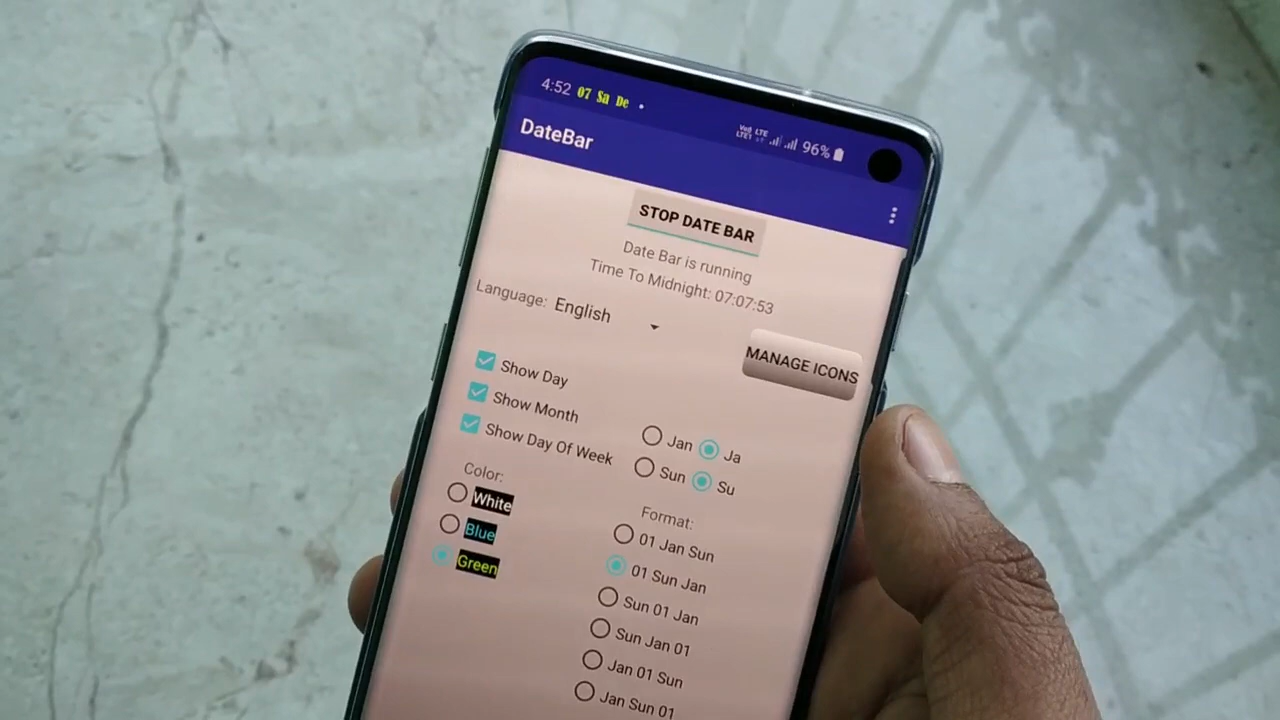 4:52 07 Sa De
VoD LTE
LTE1
96%
DateBar
STOP DATE BAR
Date Bar is running
Time To Midnight: 07:07:53
Language: English
MANAGE ICONS
Show Day
Show Month
Show Day Of Week
Jan Ja
Sun Su
Color:
White
Blue
Green
Format:
01 Jan Sun
01 Sun Jan
Sun 01 Jan
Sun Jan 01
Jan 01 Sun
Jan Sun 01